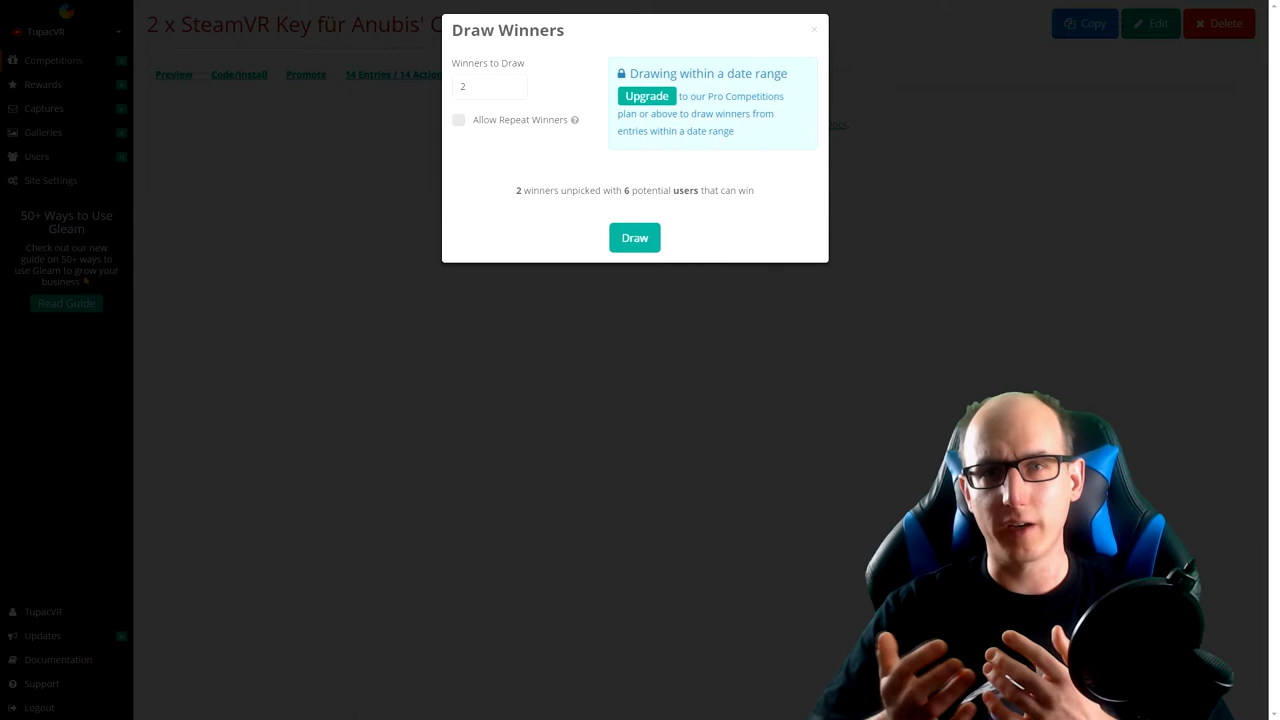 2 x SteamVR Key für Anubis'
TupacVR
Competitions
Rewards
Captures
Galleries
Users
Site Settings
50+ Ways to Use
Gleam
Check out our new
guide on 50+ ways to
use Gleam to grow your
business
Read Guide
TupacVR
Updates
Documentation
Support
Logout
Copy
Edit
Delete
Preview
Code/Install
Promote
14 Entries / 14 Action
Draw Winners
×
Winners to Draw
2
Allow Repeat Winners
Drawing within a date range
Upgrade to our Pro Competitions
plan or above to draw winners from
entries within a date range
2 winners unpicked with 6 potential users that can win
Draw